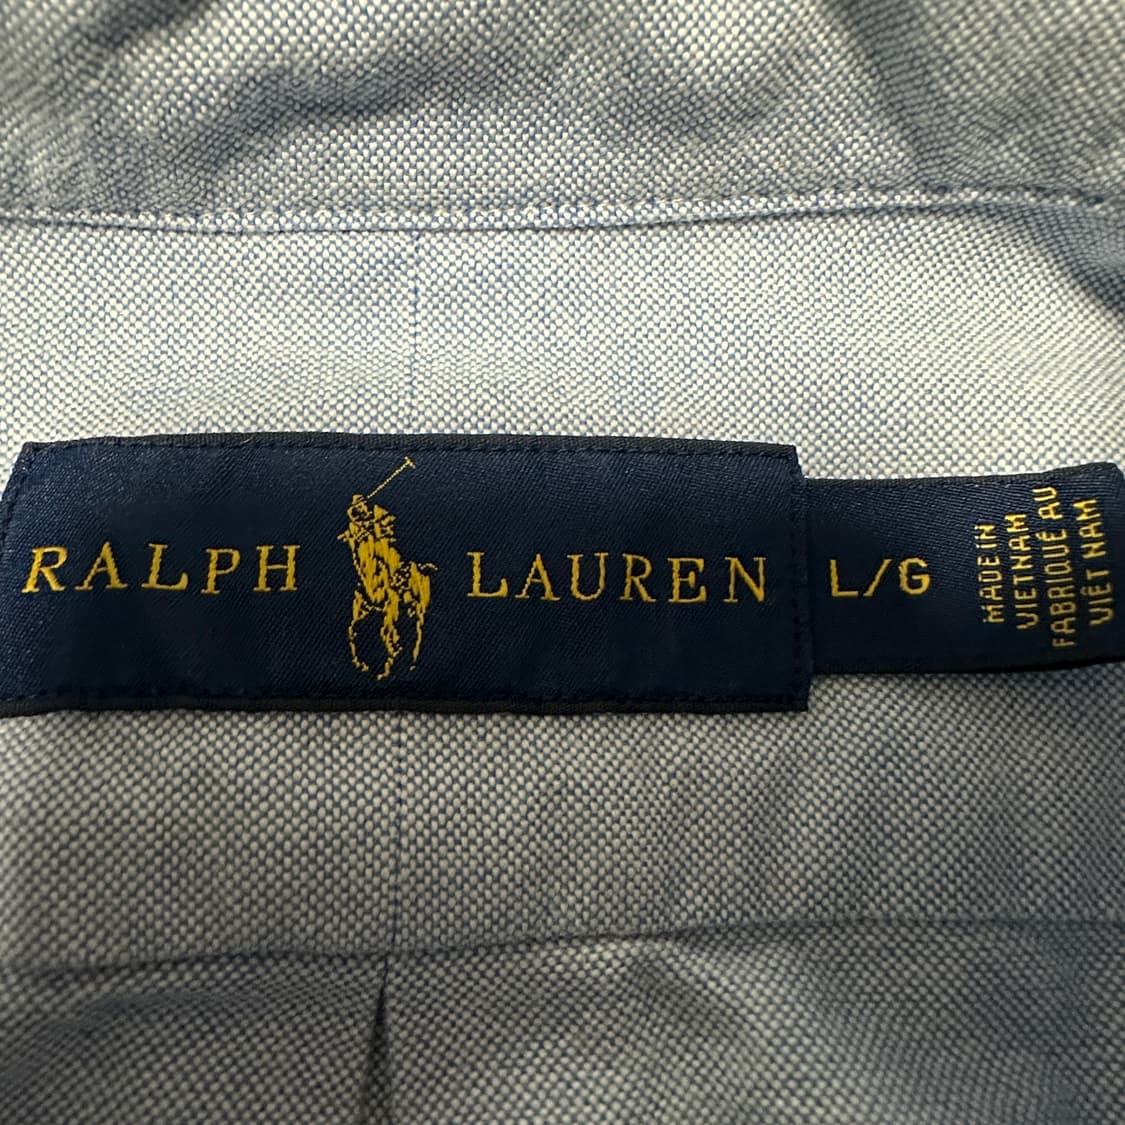 RALPH LAUREN
L/G
MADE IN
VIETNAM
FABRIQUÉ AU
VIÊT NAM